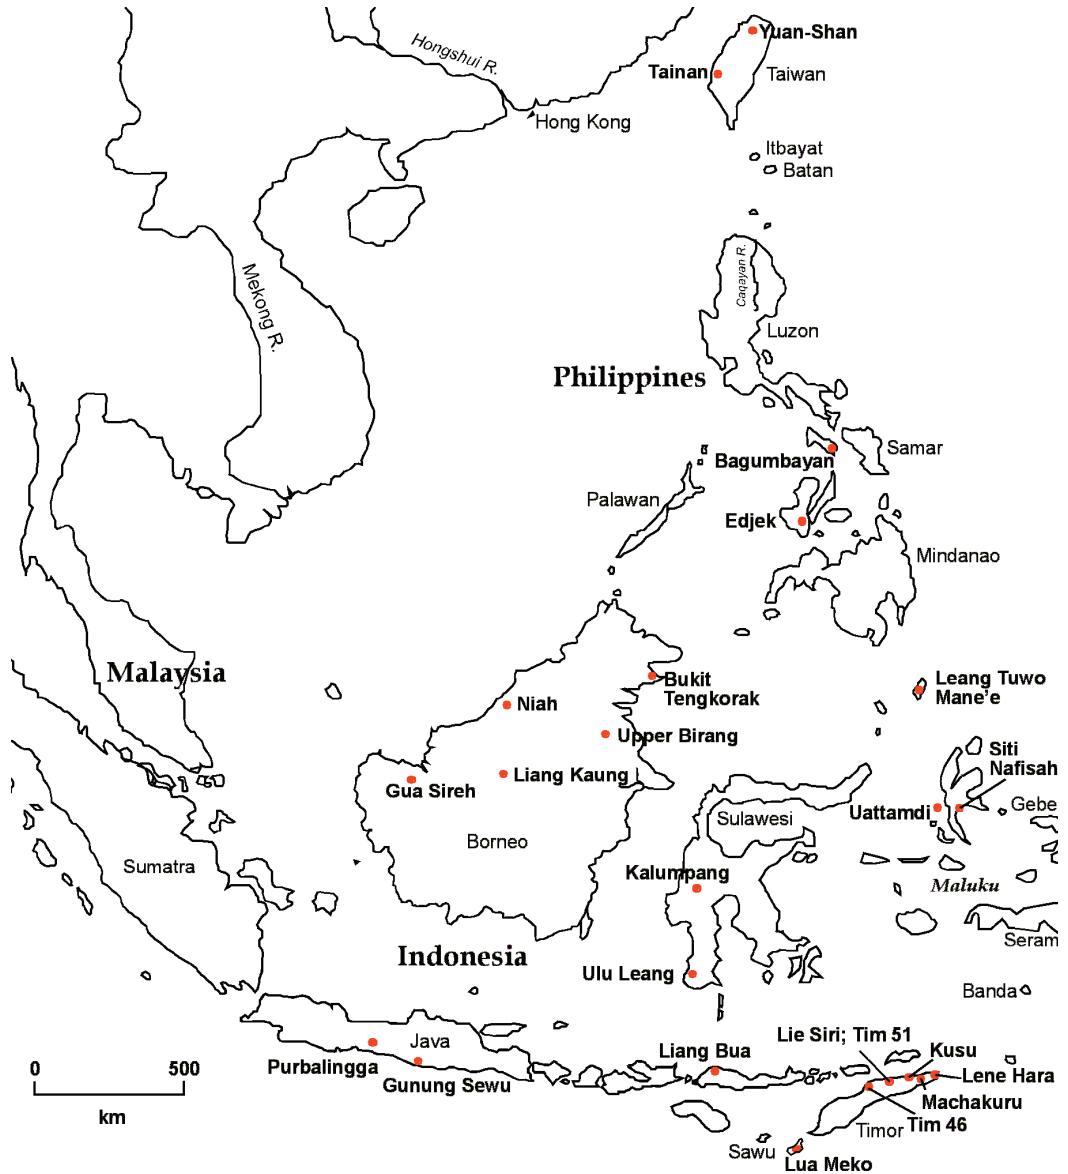 Yuan-Shan
Hongshui R.
Tainan
Taiwan
Hong Kong
Itbayat
Batan
Caqayan R.
Mekong R.
Luzon
Philippines
Samar
Bagumbayan
Palawan
Edjek
Mindanao
Malaysia
Bukit
Tengkorak
Leang Tuwo
Mane'e
Niah
Upper Birang
Siti
Nafisah
Liang Kaung
Gua Sireh
Gebe
Uattamdi
Sulawesi
Borneo
Sumatra
Kalumpang
Maluku
Seram
Indonesia
Ulu Leang
Banda
Lie Siri; Tim 51
Java
Liang Bua
Kusu
Purbalingga
0
500
Lene Hara
Gunung Sewu
Machakuru
km
Tim 46
Timor
Sawu
Lua Meko